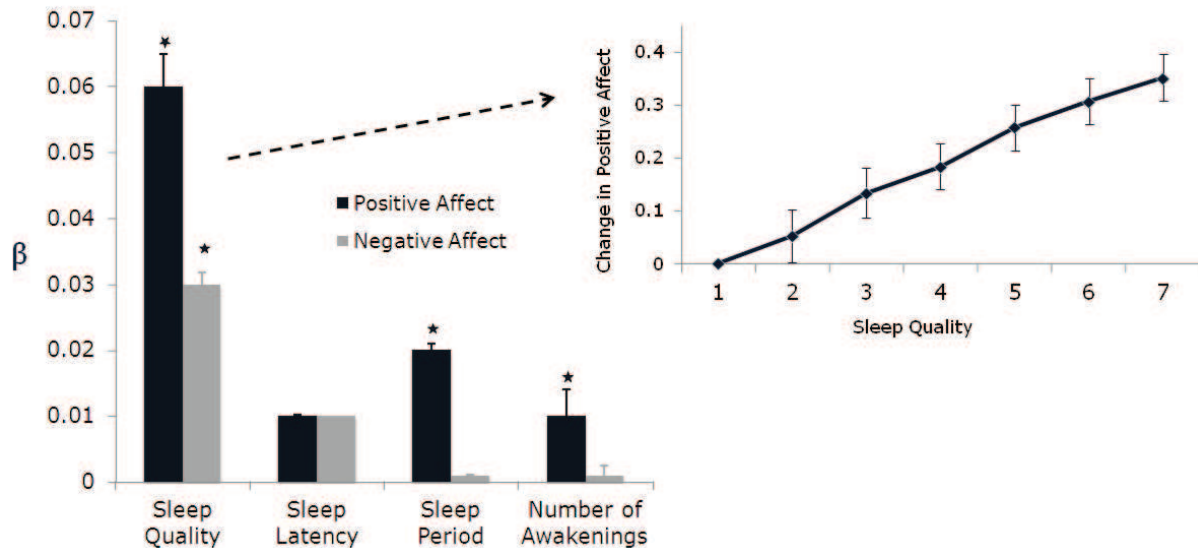 0.07
0.06
0.05
0.04
0.03
0.02
0.01
0
β
Positive Affect
Negative Affect
Sleep Quality
Sleep Latency
Sleep Period
Number of Awakenings
Change in Positive Affect
0.4
0.3
0.2
0.1
0
1 2 3 4 5 6 7
Sleep Quality